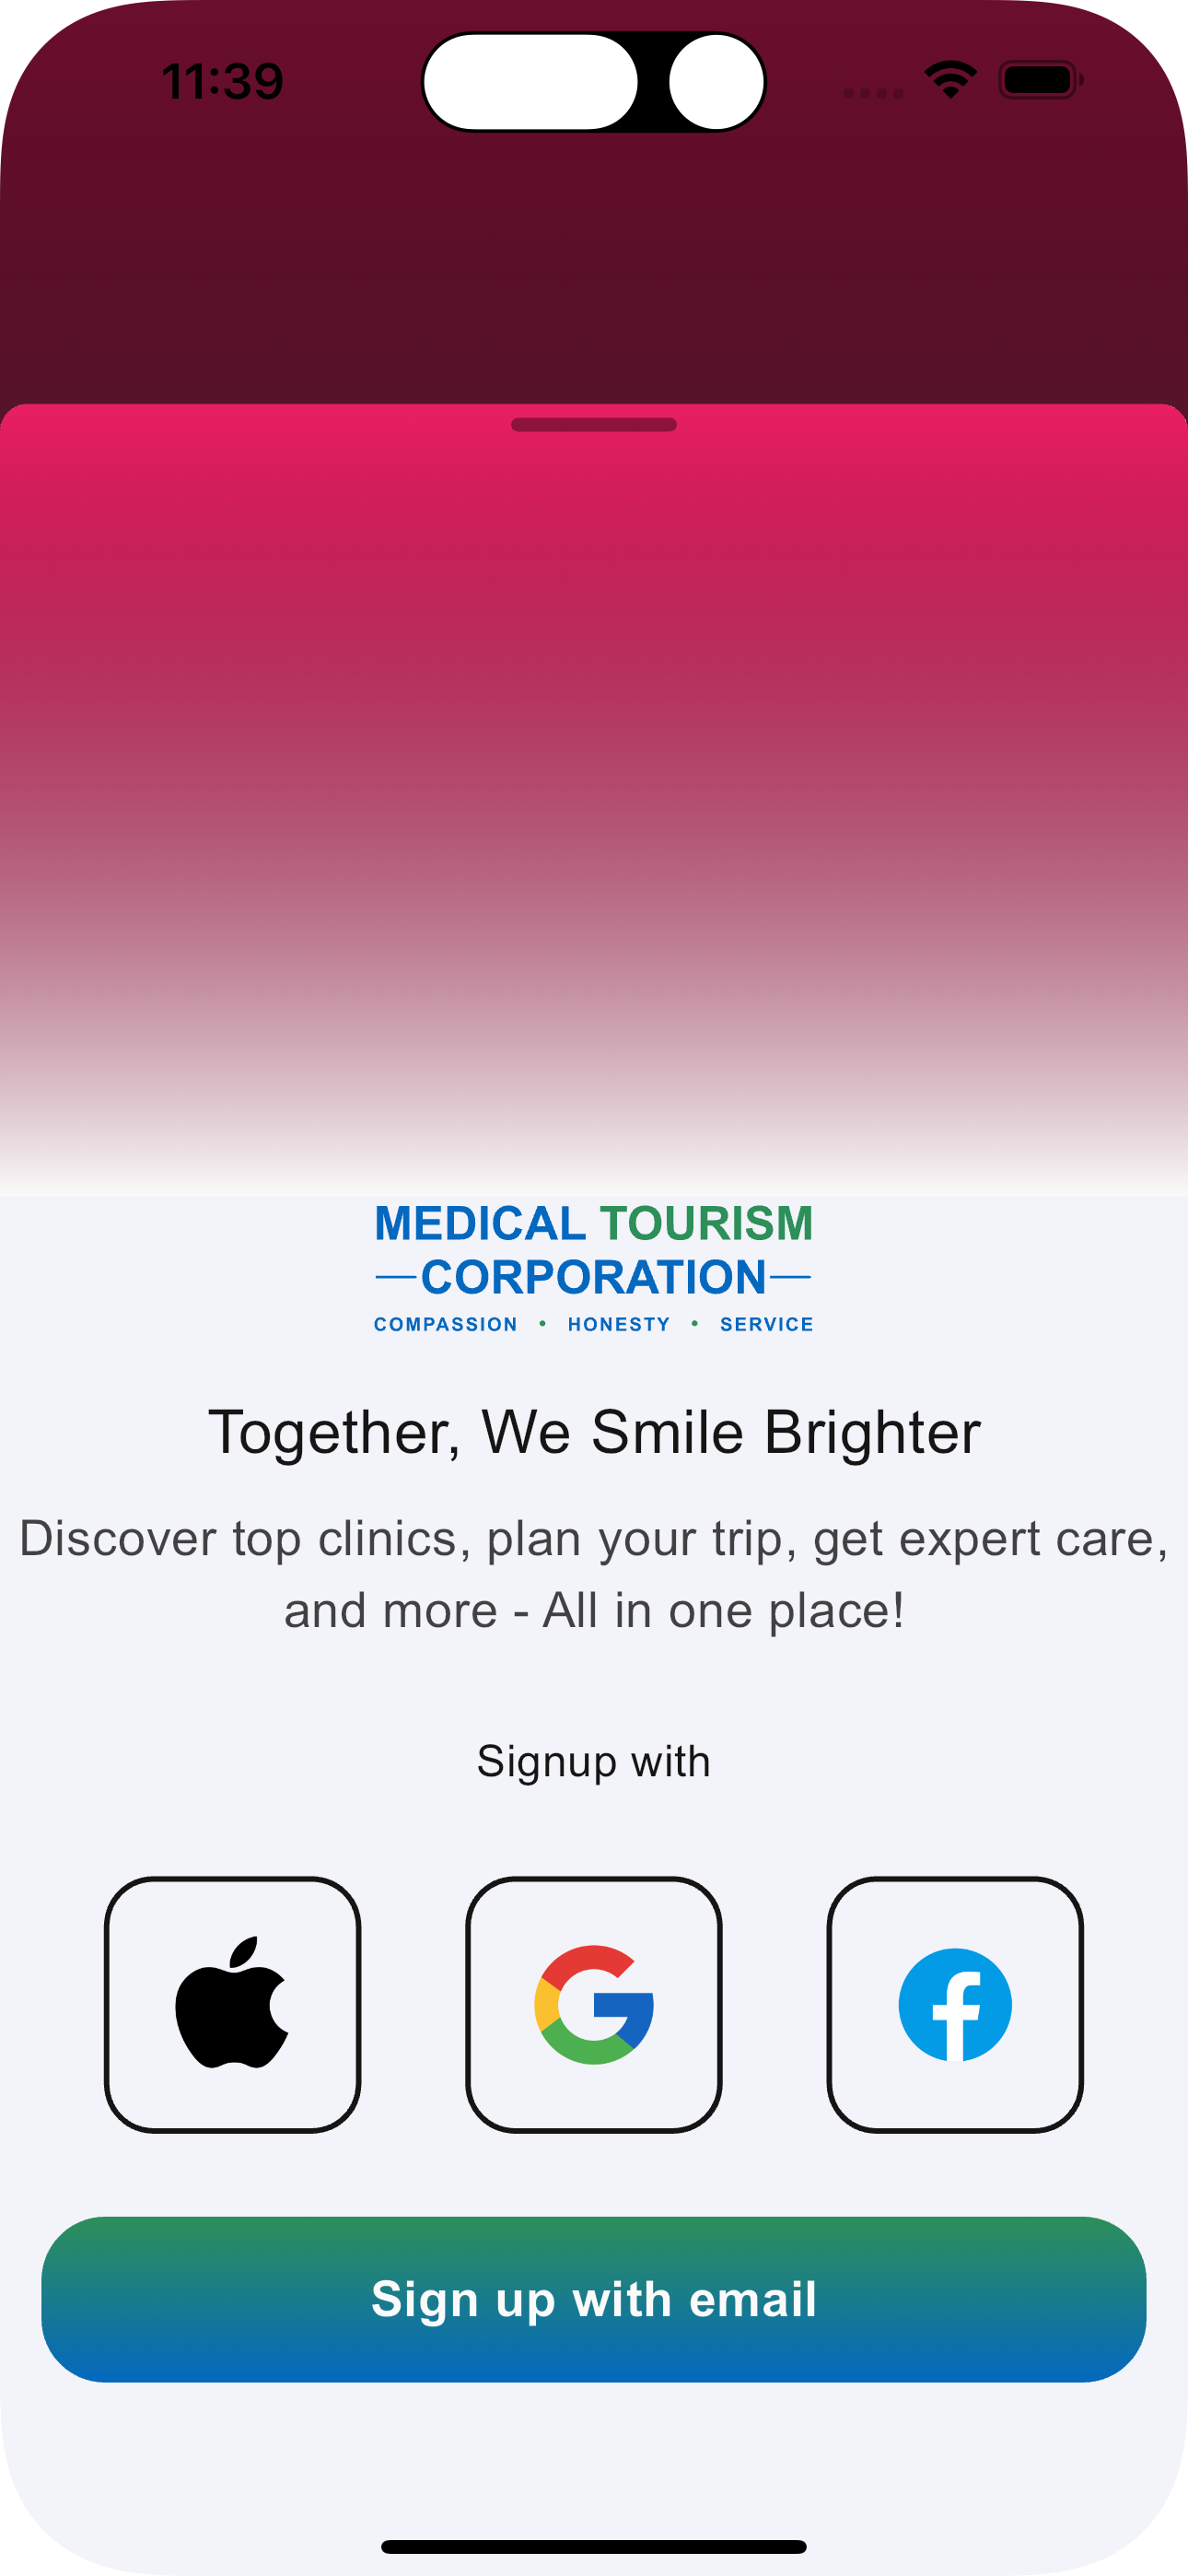 11:39
MEDICAL TOURISM
CORPORATION
COMPASSION • HONESTY • SERVICE
Together, We Smile Brighter
Discover top clinics, plan your trip, get expert care,
and more - All in one place!
Signup with
Sign up with email